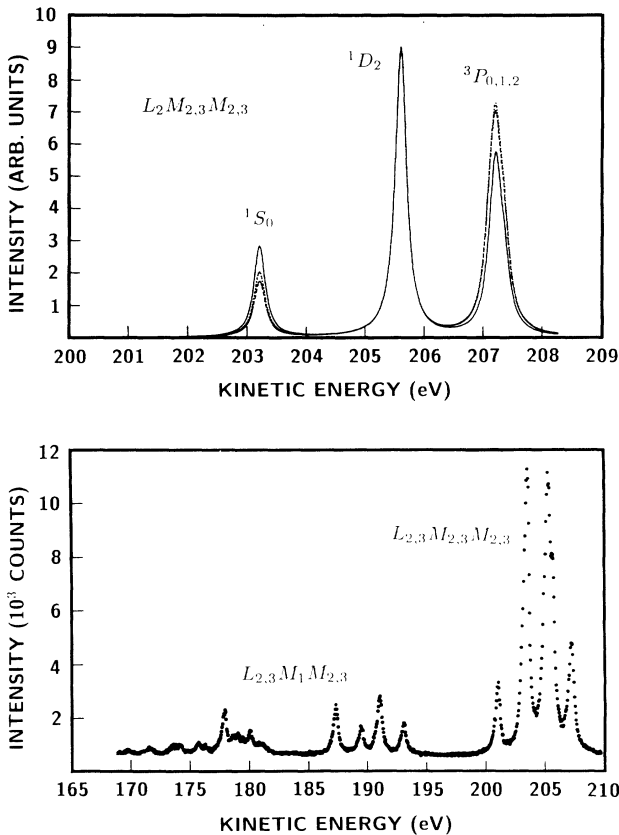 INTENSITY (ARB. UNITS)
10
9
8
7
6
5
4
3
2
1
L₂M₂,₃M₂,₃
¹S₀
¹D₂
³P₀,₁,₂
200 201 202 203 204 205 206 207 208 209
KINETIC ENERGY (eV)
INTENSITY (10³ COUNTS)
12
10
8
6
4
2
L₂,₃M₂,₃M₂,₃
L₂,₃M₁M₂,₃
165 170 175 180 185 190 195 200 205 210
KINETIC ENERGY (eV)